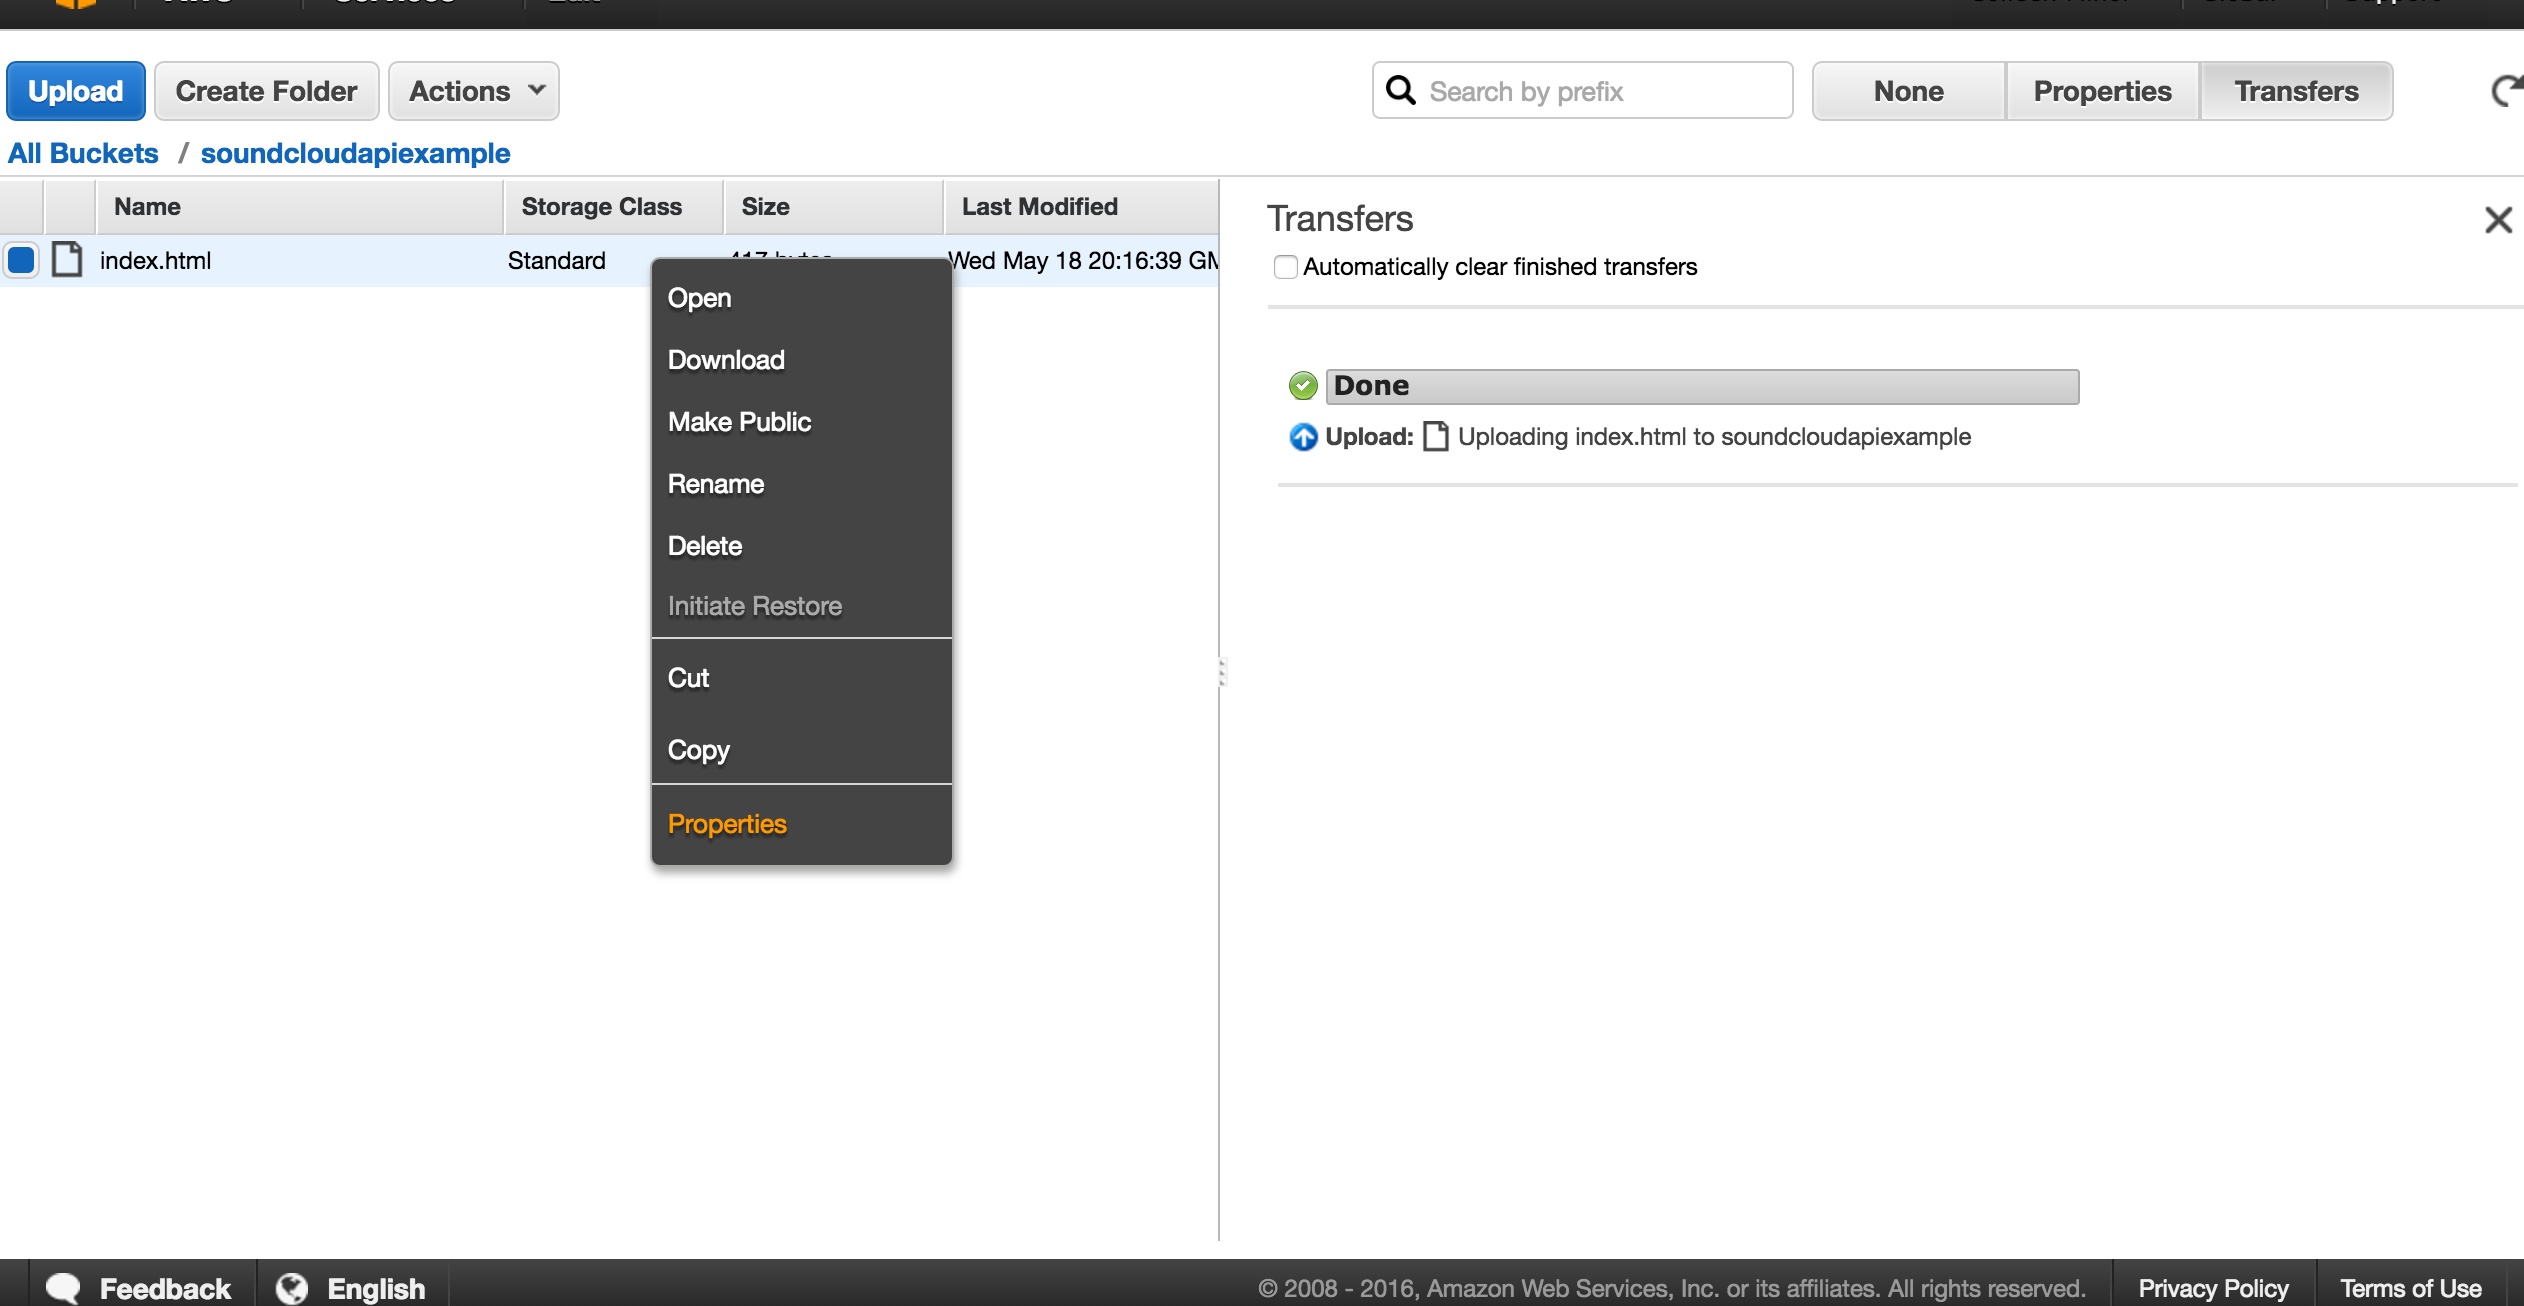 Upload Create Folder Actions Search by prefix None Properties Transfers
All Buckets / soundcloudapiexample
Name Storage Class Size Last Modified
index.html Standard Wed May 18 20:16:39 GM
Transfers
Automatically clear finished transfers
Done
Upload: Uploading index.html to soundcloudapiexample
Open
Download
Make Public
Rename
Delete
Initiate Restore
Cut
Copy
Properties
Feedback English © 2008 - 2016, Amazon Web Services, Inc. or its affiliates. All rights reserved. Privacy Policy Terms of Use